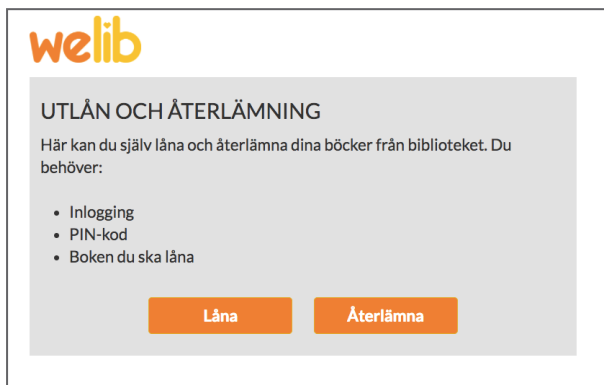 welib
UTLÅN OCH ÅTERLÄMNING
Här kan du själv låna och återlämna dina böcker från biblioteket. Du
behöver:
• Inlogging
• PIN-kod
• Boken du ska låna
Låna
Återlämna